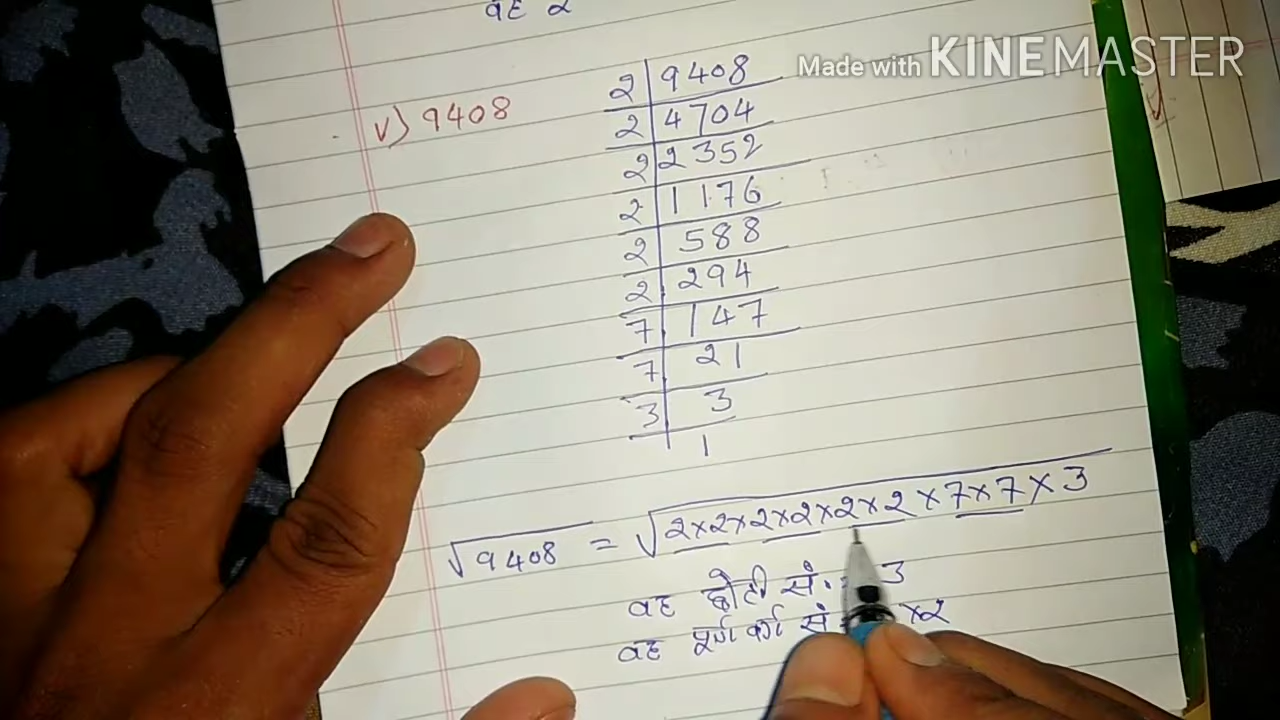 वह 2
Made with KINEMASTER
v) 9408
2 | 9408
2 | 4704
2 | 2352
2 | 1176
2 | 588
2 | 294
7 | 147
7 | 21
3 | 3
1
√9408 = √2×2×2×2×2×2×7×7×3
वह छोटी सं. = 3
वह पूर्ण वर्ग सं ×2